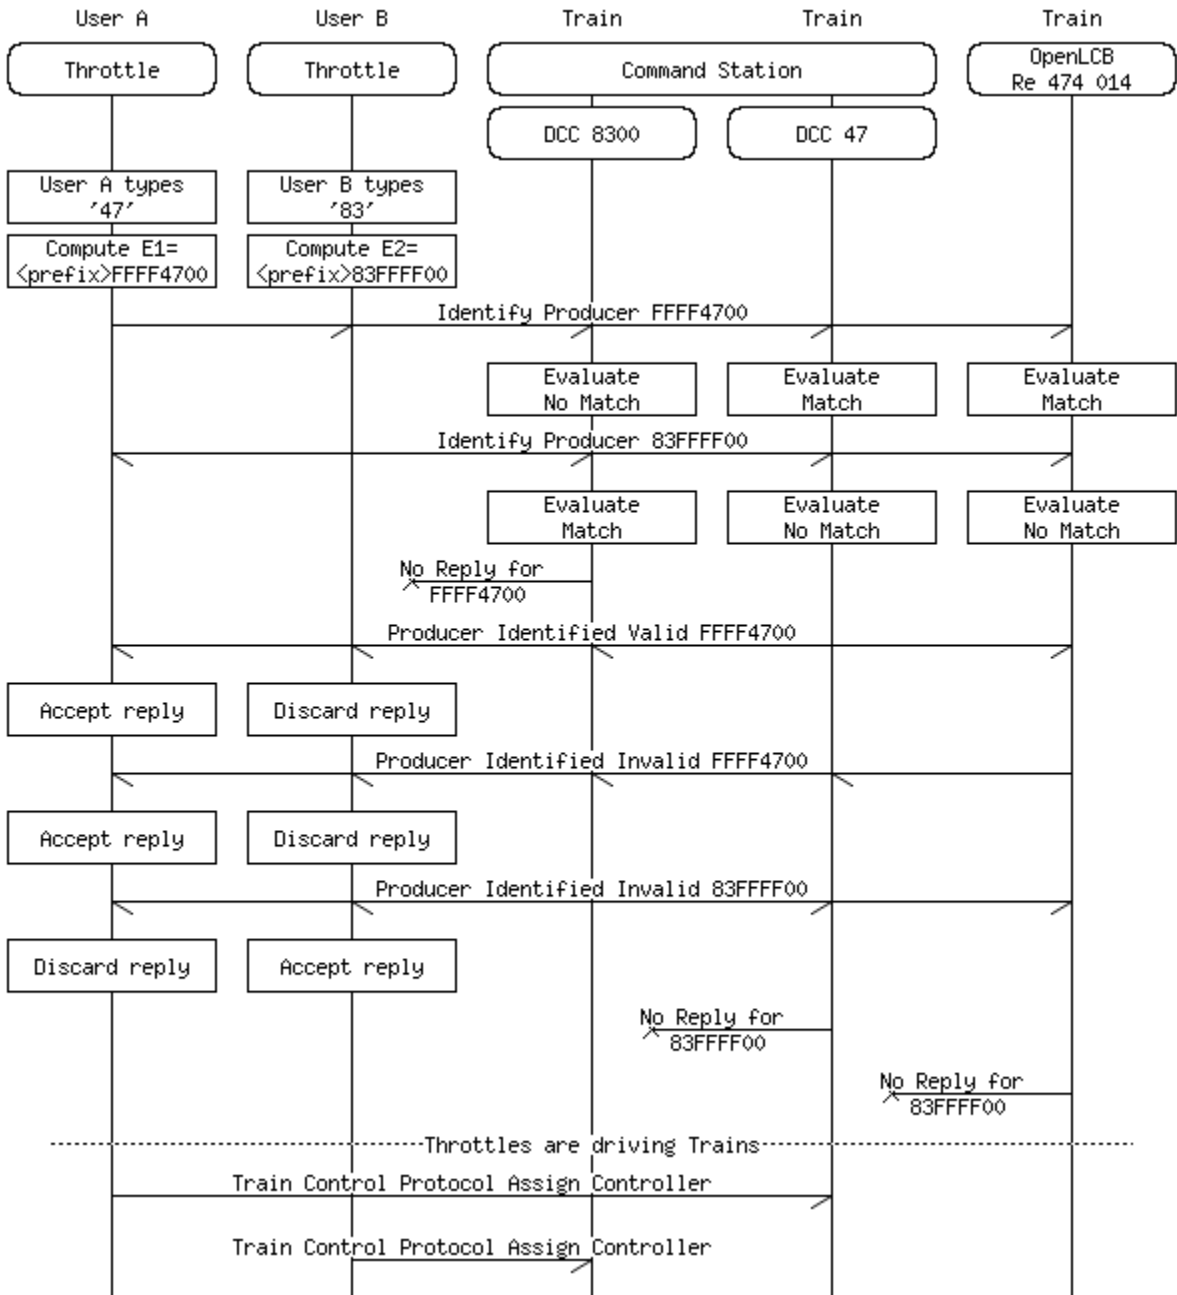 User A User B Train Train Train
Throttle Throttle Command Station OpenLCB
Re 474 014
DCC 8300 DCC 47
User A types User B types
'47' '83'
Compute E1= Compute E2=
<prefix>FFFF4700 <prefix>83FFFF00
Identify Producer FFFF4700
Evaluate Evaluate Evaluate
No Match Match Match
Identify Producer 83FFFF00
Evaluate Evaluate Evaluate
Match No Match No Match
No Reply for
FFFF4700
Producer Identified Valid FFFF4700
Accept reply Discard reply
Producer Identified Invalid FFFF4700
Accept reply Discard reply
Producer Identified Invalid 83FFFF00
Discard reply Accept reply
No Reply for
83FFFF00
No Reply for
83FFFF00
Throttles are driving Trains
Train Control Protocol Assign Controller
Train Control Protocol Assign Controller